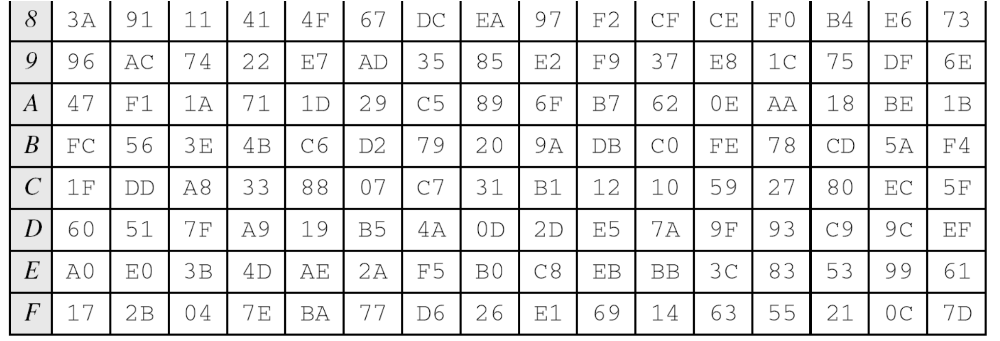 8 3A 91 11 41 4F 67 DC EA 97 F2 CF CE F0 B4 E6 73
9 96 AC 74 22 E7 AD 35 85 E2 F9 37 E8 1C 75 DF 6E
A 47 F1 1A 71 1D 29 C5 89 6F B7 62 0E AA 18 BE 1B
B FC 56 3E 4B C6 D2 79 20 9A DB C0 FE 78 CD 5A F4
C 1F DD A8 33 88 07 C7 31 B1 12 10 59 27 80 EC 5F
D 60 51 7F A9 19 B5 4A 0D 2D E5 7A 9F 93 C9 9C EF
E A0 E0 3B 4D AE 2A F5 B0 C8 EB BB 3C 83 53 99 61
F 17 2B 04 7E BA 77 D6 26 E1 69 14 63 55 21 0C 7D